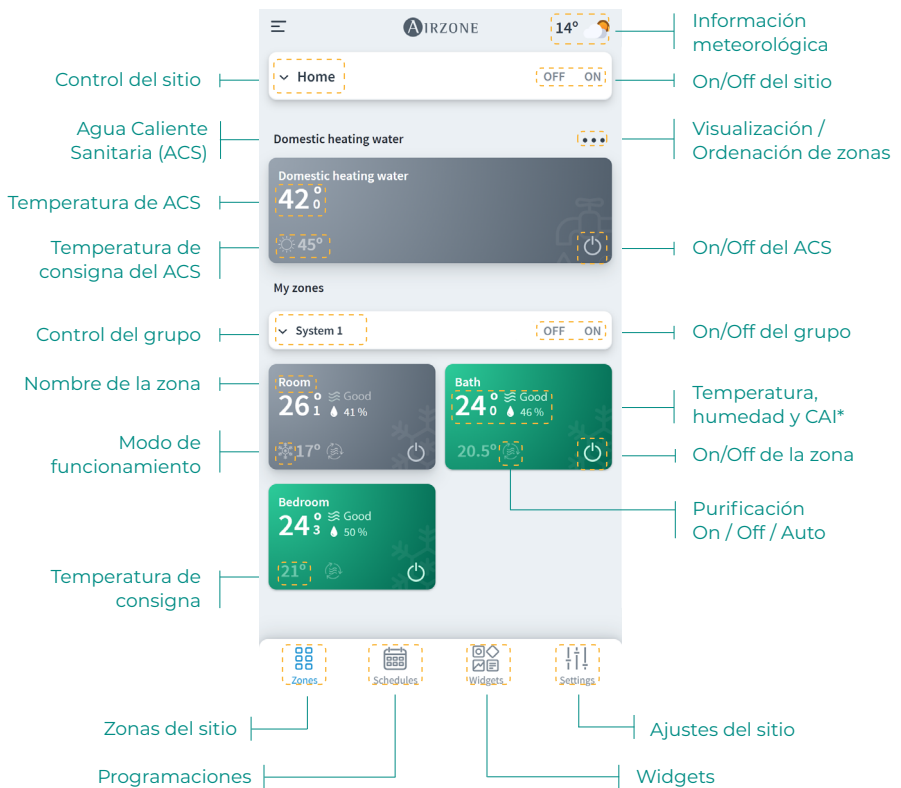 AIRZONE
14°
Información
meteorológica
Control del sitio
Home
OFF ON
On/Off del sitio
Agua Caliente
Sanitaria (ACS)
Domestic heating water
Visualización /
Ordenación de zonas
Domestic heating water
Temperatura de ACS
42°0
Temperatura de
consigna del ACS
45°
On/Off del ACS
My zones
Control del grupo
System 1
OFF ON
On/Off del grupo
Nombre de la zona
Room
26°1
Good
41 %
Modo de
funcionamiento
17°
Bath
24°0
Good
46 %
20.5°
Temperatura,
humedad y CAI*
On/Off de la zona
Purificación
On / Off / Auto
Bedroom
24°3
Good
50 %
Temperatura de
consigna
21°
Zones
Schedules
Widgets
Settings
Zonas del sitio
Ajustes del sitio
Programaciones
Widgets